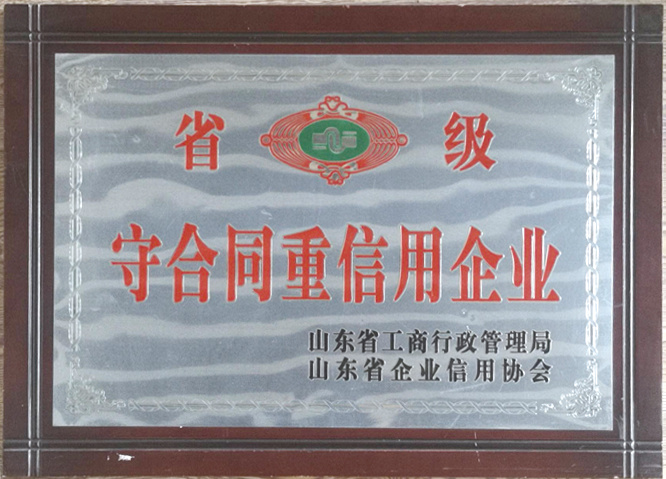 省级
守合同重信用企业
山东省工商行政管理局
山东省企业信用协会